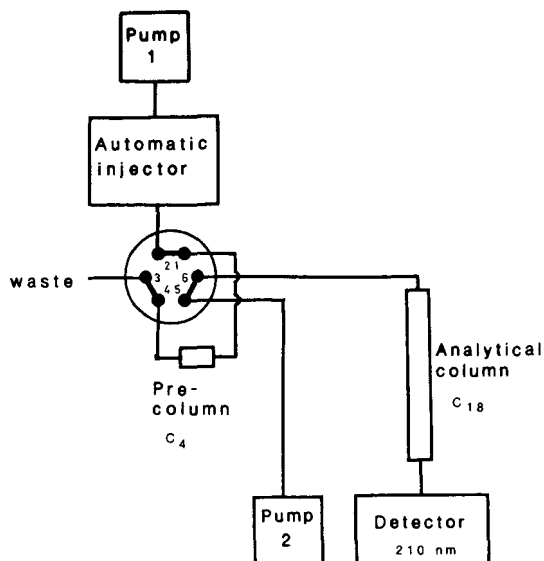 Pump
1
Automatic
injector
2 1
waste
3
6
4 5
Pre-
column
C4
Analytical
column
C18
Pump
2
Detector
210 nm